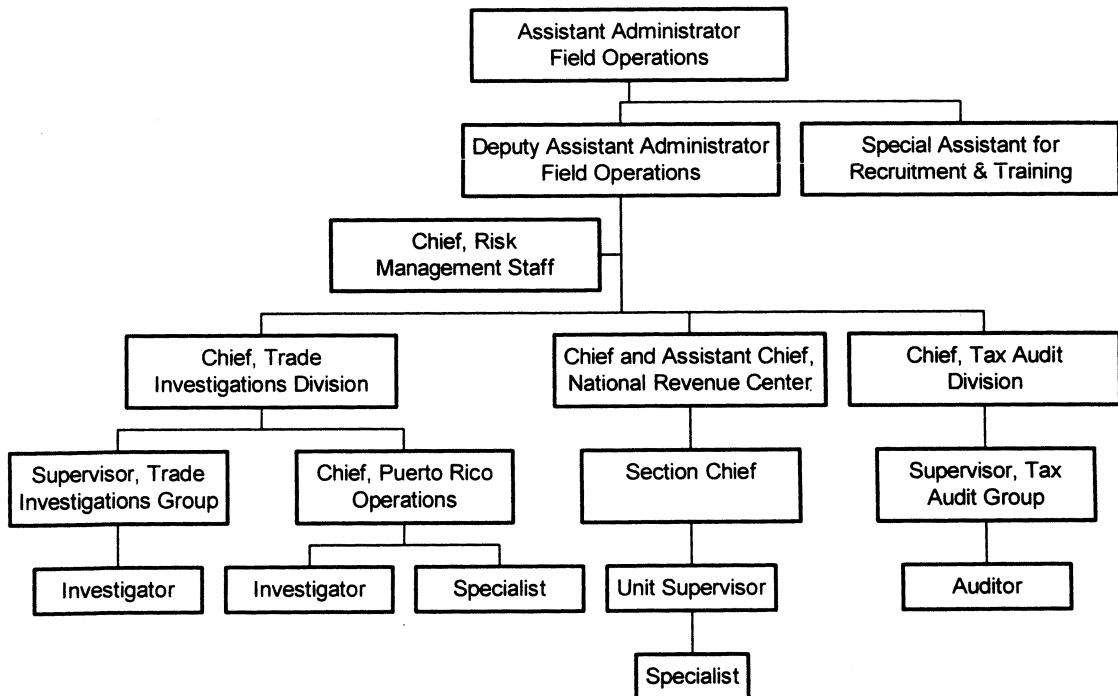 Assistant Administrator
Field Operations
Deputy Assistant Administrator
Field Operations
Special Assistant for
Recruitment & Training
Chief, Risk
Management Staff
Chief, Trade
Investigations Division
Chief and Assistant Chief,
National Revenue Center
Chief, Tax Audit
Division
Supervisor, Trade
Investigations Group
Chief, Puerto Rico
Operations
Section Chief
Supervisor, Tax
Audit Group
Investigator
Investigator
Specialist
Unit Supervisor
Auditor
Specialist